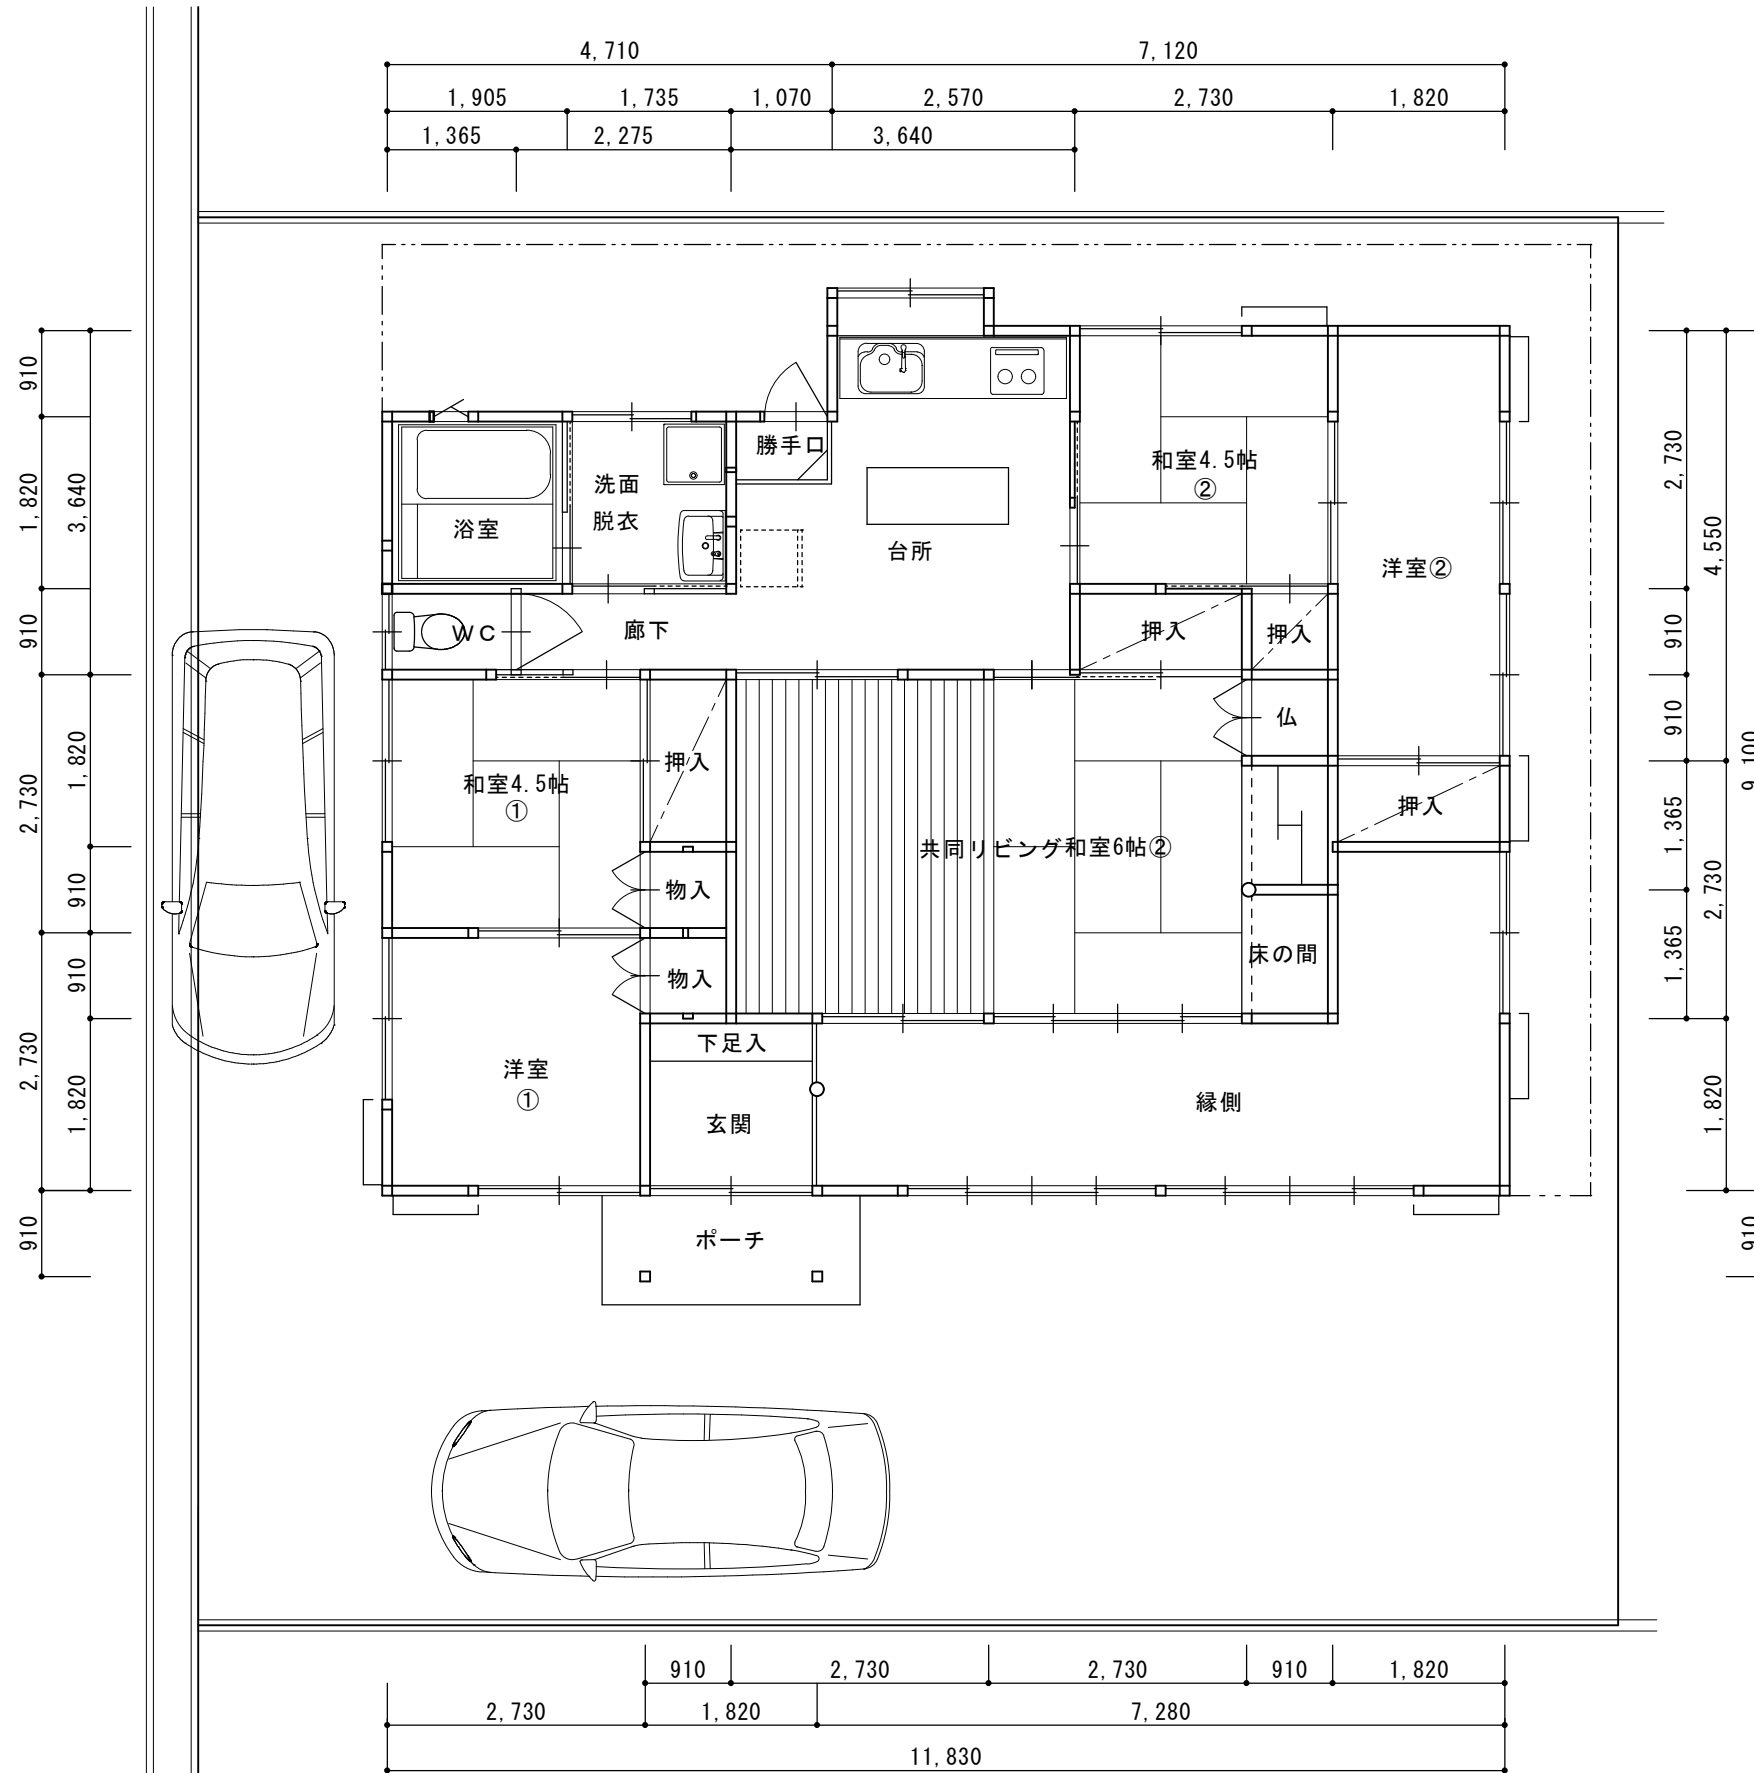 4,710
7,120
1,905
1,735
1,070
2,570
2,730
1,820
1,365
2,275
3,640
910
1,820
3,640
910
1,820
2,730
910
910
2,730
1,820
910
勝手口
洗面
脱衣
浴室
台所
和室4.5帖
②
洋室②
WC
廊下
押入
押入
仏
押入
和室4.5帖
①
押入
共同リビング和室6帖②
物入
物入
床の間
下足入
洋室
①
玄関
縁側
ポーチ
2,730
4,550
910
910
9,100
1,365
2,730
1,365
1,820
910
910
2,730
2,730
910
1,820
2,730
1,820
7,280
11,830